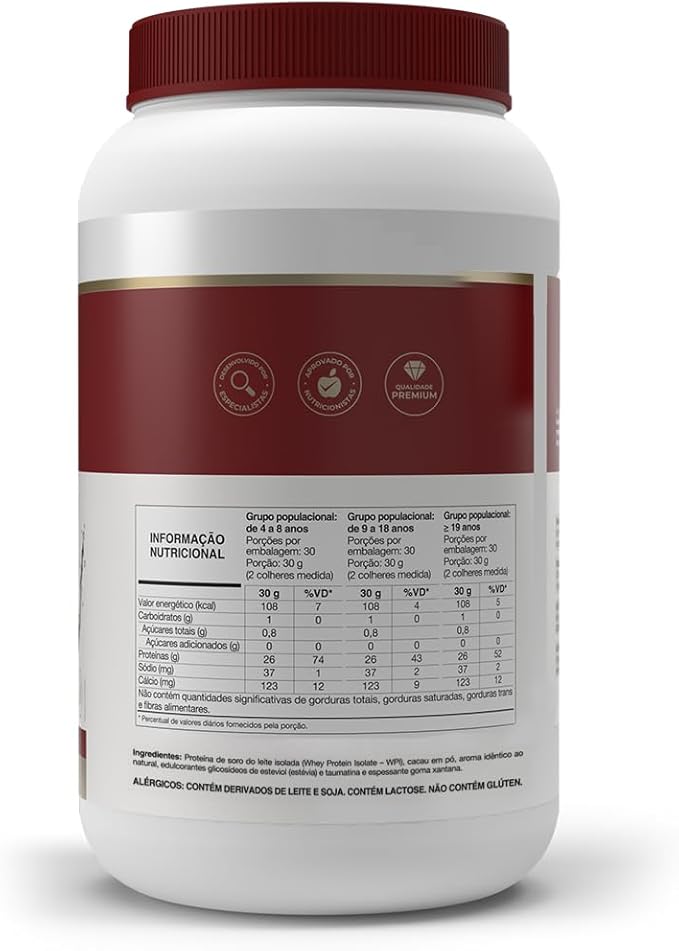 DESENVOLVIDO POR
ESPECIALISTAS
APROVADO POR
NUTRICIONISTAS
QUALIDADE
PREMIUM
INFORMAÇÃO
NUTRICIONAL
Grupo populacional:
de 4 a 8 anos
Porções por
embalagem: 30
Porção: 30 g
(2 colheres medida)
Grupo populacional:
de 9 a 18 anos
Porções por
embalagem: 30
Porção: 30 g
(2 colheres medida)
Grupo populacional:
≥ 19 anos
Porções por
embalagem: 30
Porção: 30 g
(2 colheres medida)
30 g %VD* 30 g %VD* 30 g %VD*
Valor energético (kcal) 108 7 108 4 108 5
Carboidratos (g) 1 0 1 0 1 0
Açúcares totais (g) 0,8 0,8 0,8
Açúcares adicionados (g) 0 0 0 0 0 0
Proteínas (g) 26 74 26 43 26 52
Sódio (mg) 37 1 37 2 37 2
Cálcio (mg) 123 12 123 9 123 12
Não contém quantidades significativas de gorduras totais, gorduras saturadas, gorduras trans
e fibras alimentares.
* Percentual de valores diários fornecidos pela porção.
Ingredientes: Proteína de soro do leite isolada (Whey Protein Isolate – WPI), cacau em pó, aroma idêntico ao
natural, edulcorantes glicosídeos de esteviol (estévia) e taumatina e espessante goma xantana.
ALÉRGICOS: CONTÉM DERIVADOS DE LEITE E SOJA. CONTÉM LACTOSE. NÃO CONTÉM GLÚTEN.